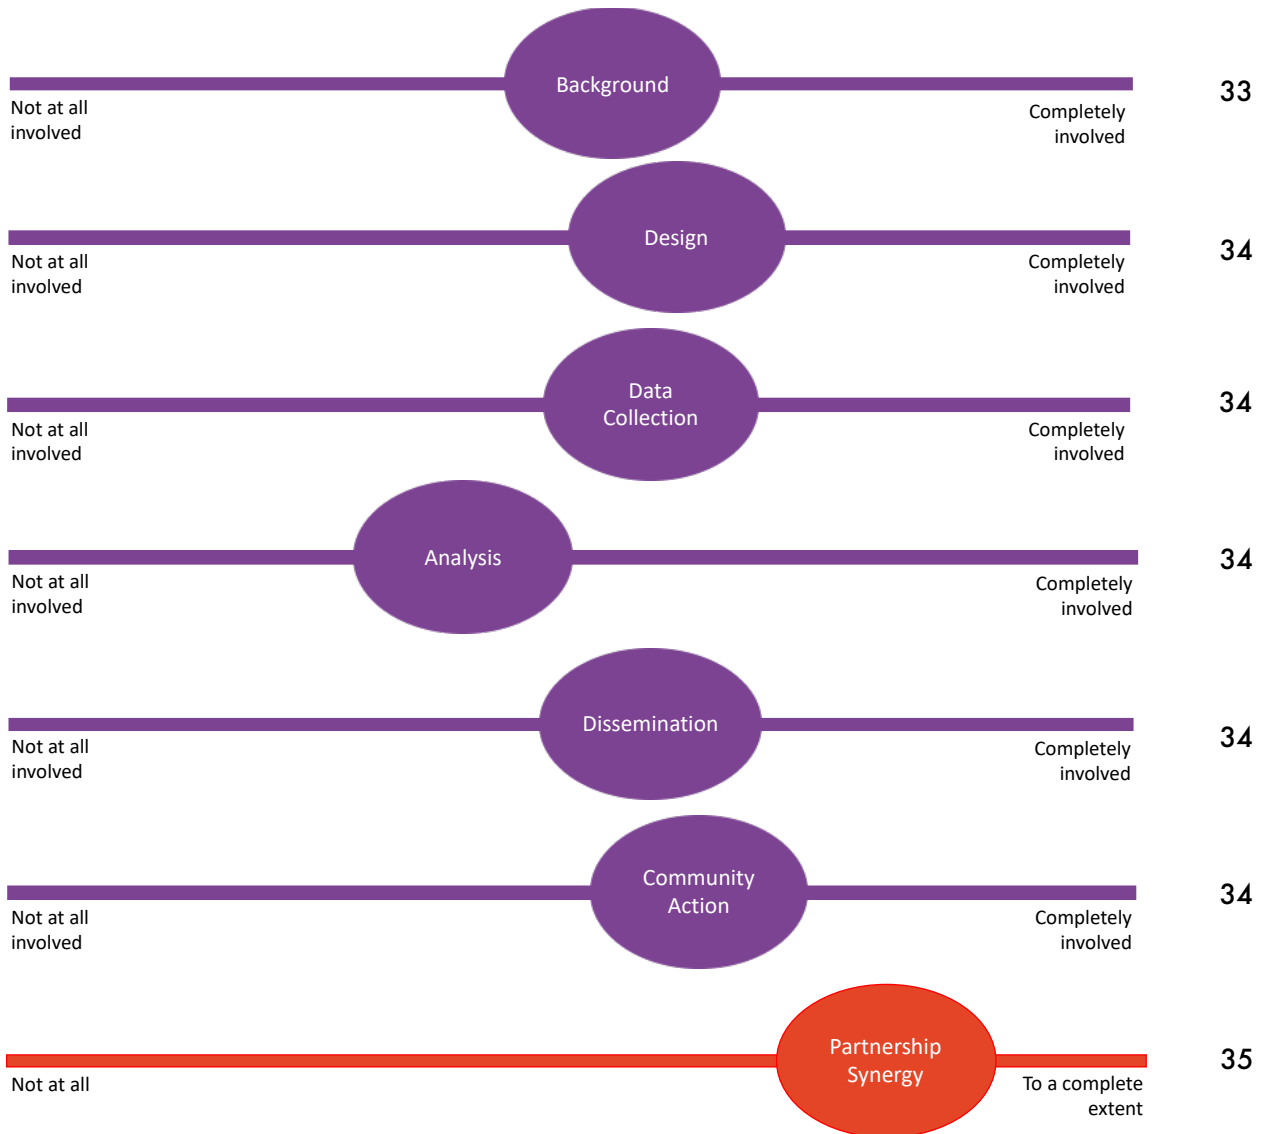 Background
33
Not at all
involved
Completely
involved
Design
34
Not at all
involved
Completely
involved
Data
Collection
34
Not at all
involved
Completely
involved
Analysis
34
Not at all
involved
Completely
involved
Dissemination
34
Not at all
involved
Completely
involved
Community
Action
34
Not at all
involved
Completely
involved
Partnership
Synergy
35
Not at all
To a complete
extent